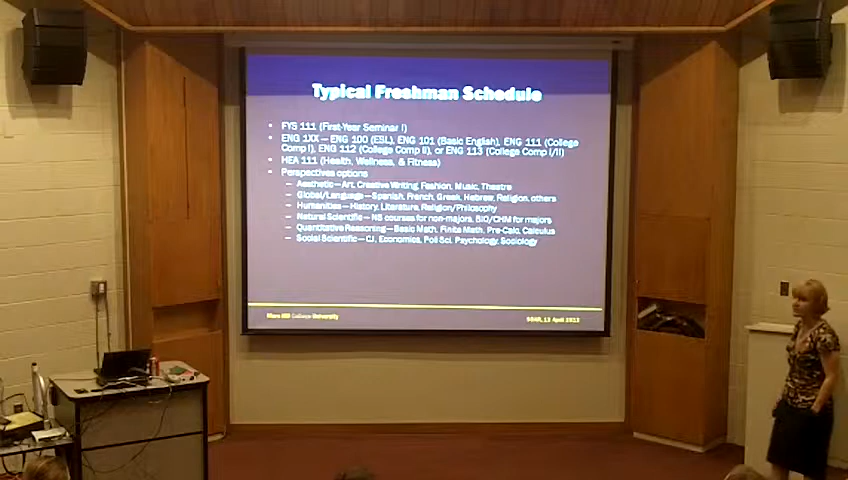 Typical Freshman Schedule
• FYS 111 (First-Year Seminar I)
• ENG 1XX – ENG 100 (ESL), ENG 101 (Basic English), ENG 111 (College
Comp I), ENG 112 (College Comp II), or ENG 113 (College Comp I/II)
• HEA 111 (Health, Wellness, & Fitness)
• Perspectives options
– Aesthetic—Art, Creative Writing, Fashion, Music, Theatre
– Global/Language—Spanish, French, Greek, Hebrew, Religion, others
– Humanities—History, Literature, Religion/Philosophy
– Natural Scientific—NS courses for non-majors, BIO/CHM for majors
– Quantitative Reasoning—Basic Math, Finite Math, Pre-Calc, Calculus
– Social Scientific—CJ, Economics, Poli Sci, Psychology, Sociology
Mars Hill College University
SOAR, 13 April 2013